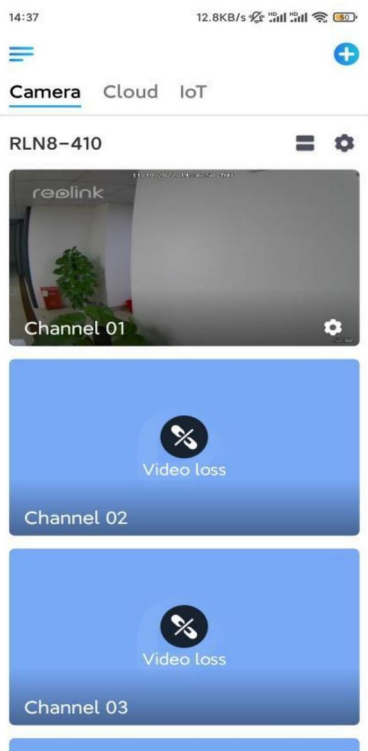 14:37
12.8KB/s
50
Camera Cloud IoT
RLN8-410
reolink
Channel 01
Video loss
Channel 02
Video loss
Channel 03